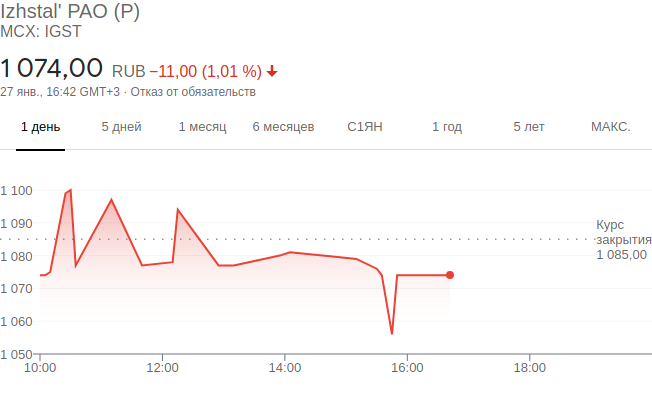 Izhstal' PAO (P)
MCX: IGST
1 074,00 RUB −11,00 (1,01 %)
27 янв., 16:42 GMT+3 · Отказ от обязательств
1 день 5 дней 1 месяц 6 месяцев С1ЯН 1 год 5 лет МАКС.
1 100
1 090
Курс
закрытия
1 085,00
1 080
1 070
1 060
1 050
10:00 12:00 14:00 16:00 18:00